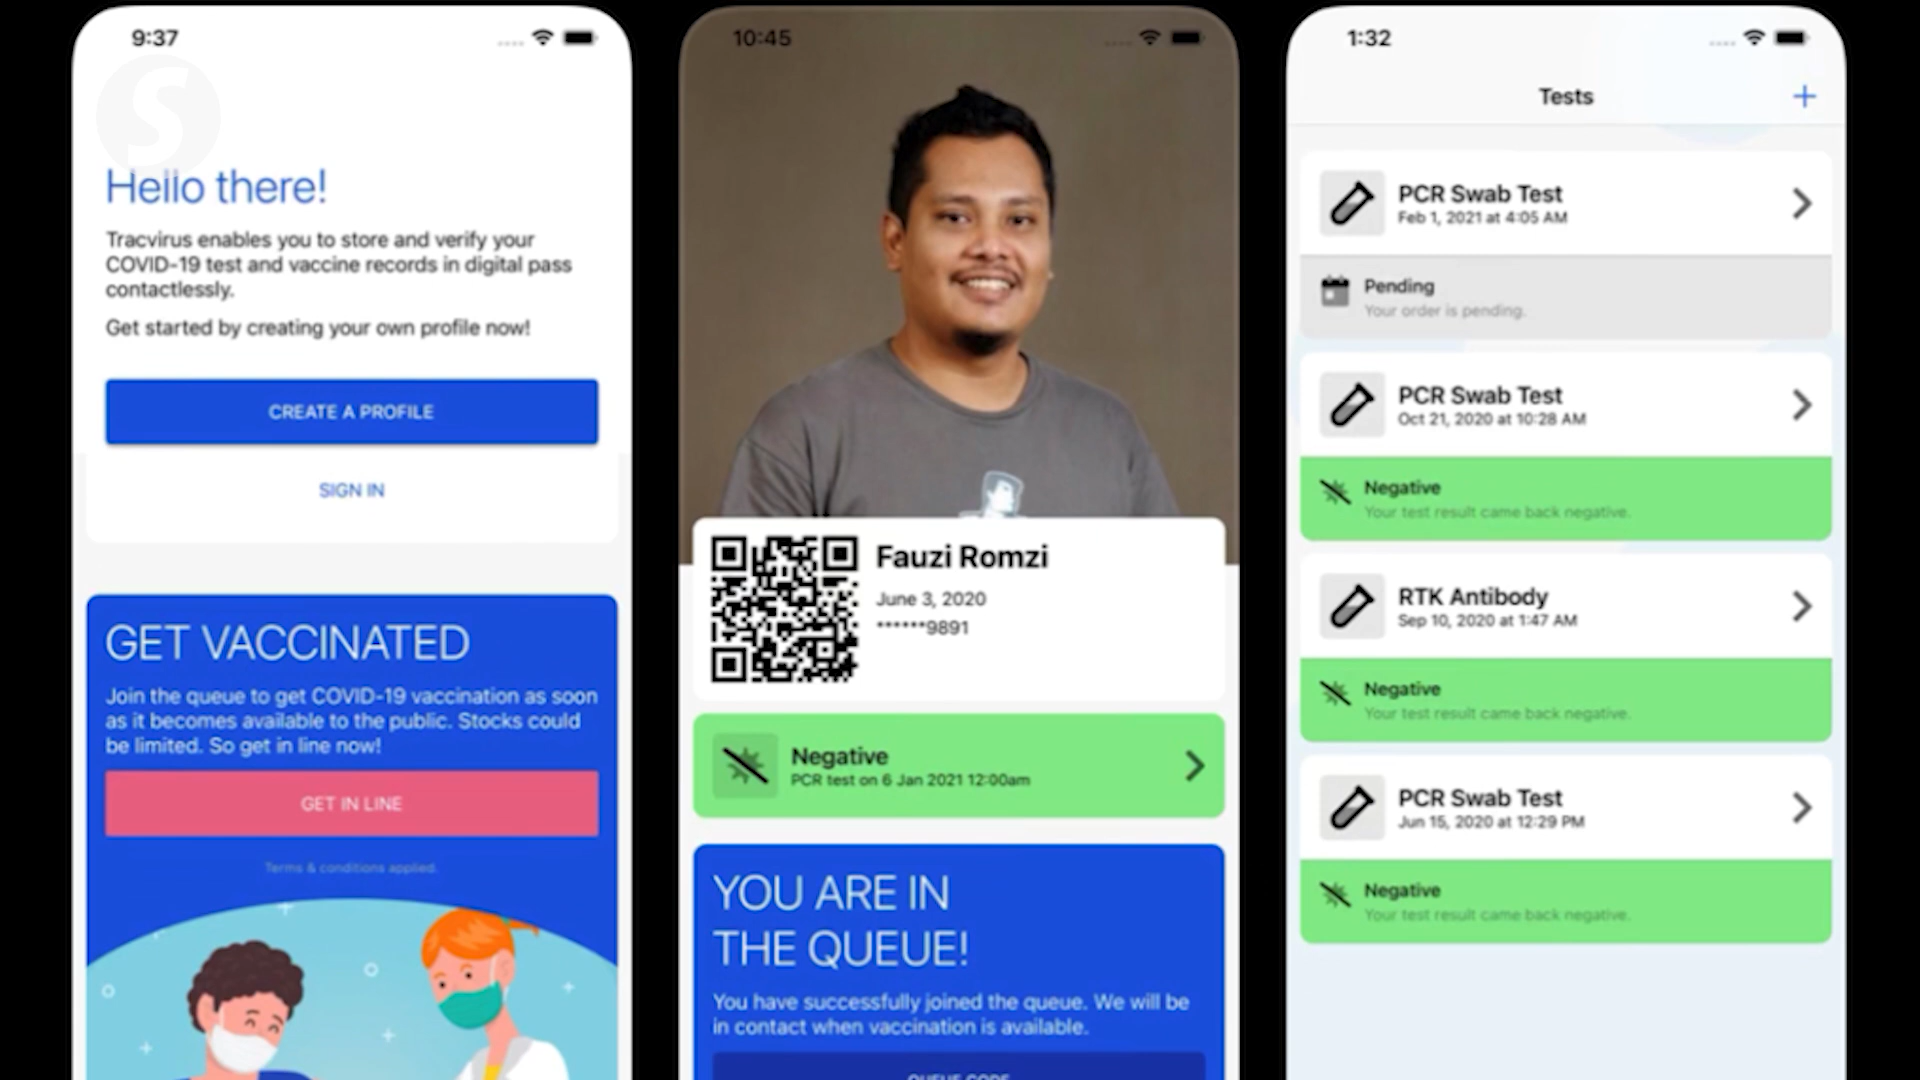 9:37
S
Hello there!
Tracvirus enables you to store and verify your
COVID-19 test and vaccine records in digital pass
contactlessly.
Get started by creating your own profile now!
CREATE A PROFILE
SIGN IN
GET VACCINATED
Join the queue to get COVID-19 vaccination as soon
as it becomes available to the public. Stocks could
be limited. So get in line now!
GET IN LINE
Terms & conditions applied.
10:45
Fauzi Romzi
June 3, 2020
******9891
Negative
PCR test on 6 Jan 2021 12:00am
YOU ARE IN
THE QUEUE!
You have successfully joined the queue. We will be
in contact when vaccination is available.
QUEUE CODE
1:32
Tests
PCR Swab Test
Feb 1, 2021 at 4:05 AM
Pending
Your order is pending.
PCR Swab Test
Oct 21, 2020 at 10:28 AM
Negative
Your test result came back negative.
RTK Antibody
Sep 10, 2020 at 1:47 AM
Negative
Your test result came back negative.
PCR Swab Test
Jun 15, 2020 at 12:29 PM
Negative
Your test result came back negative.